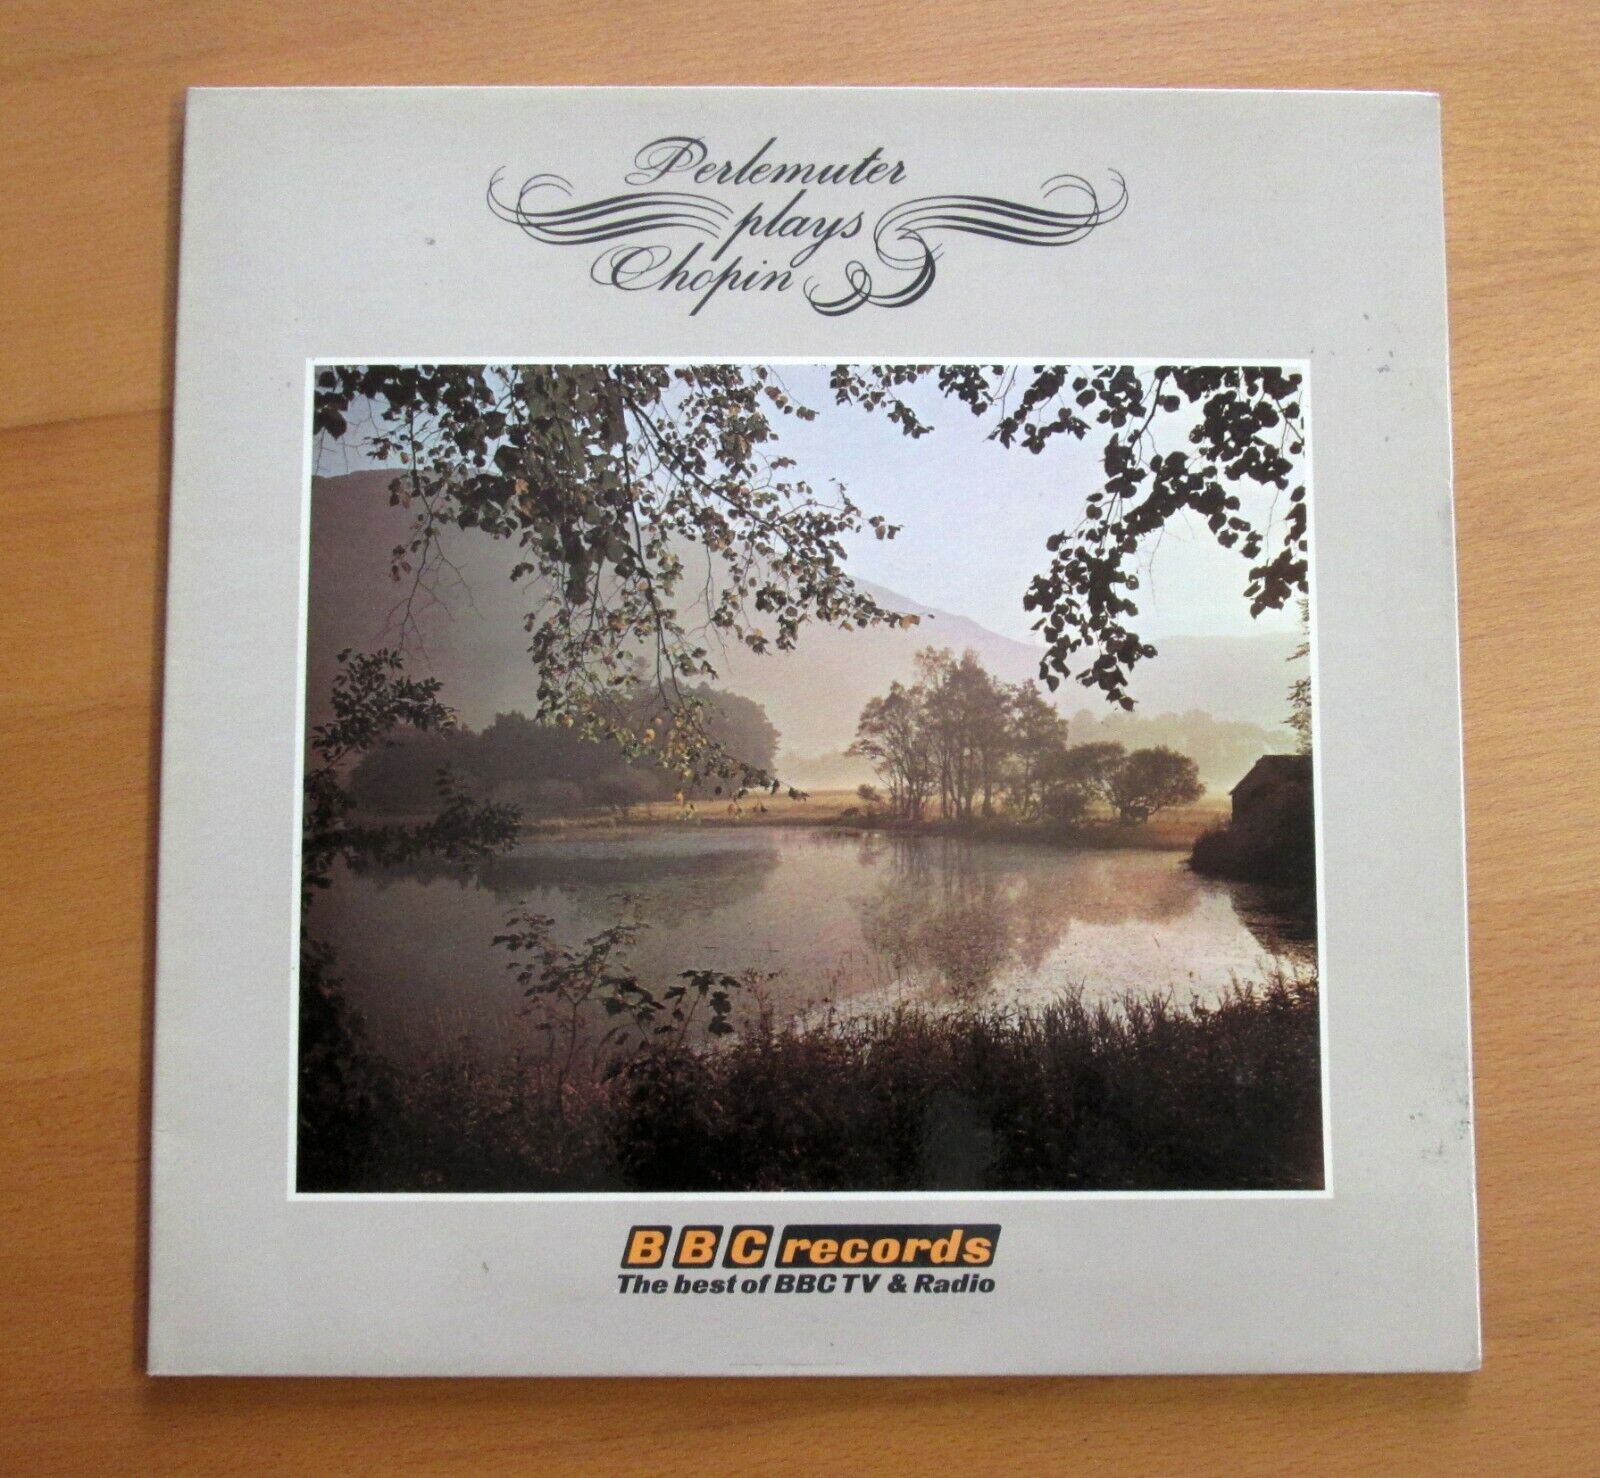 Perlemuter
plays
Chopin
BBC records
The best of BBC TV & Radio